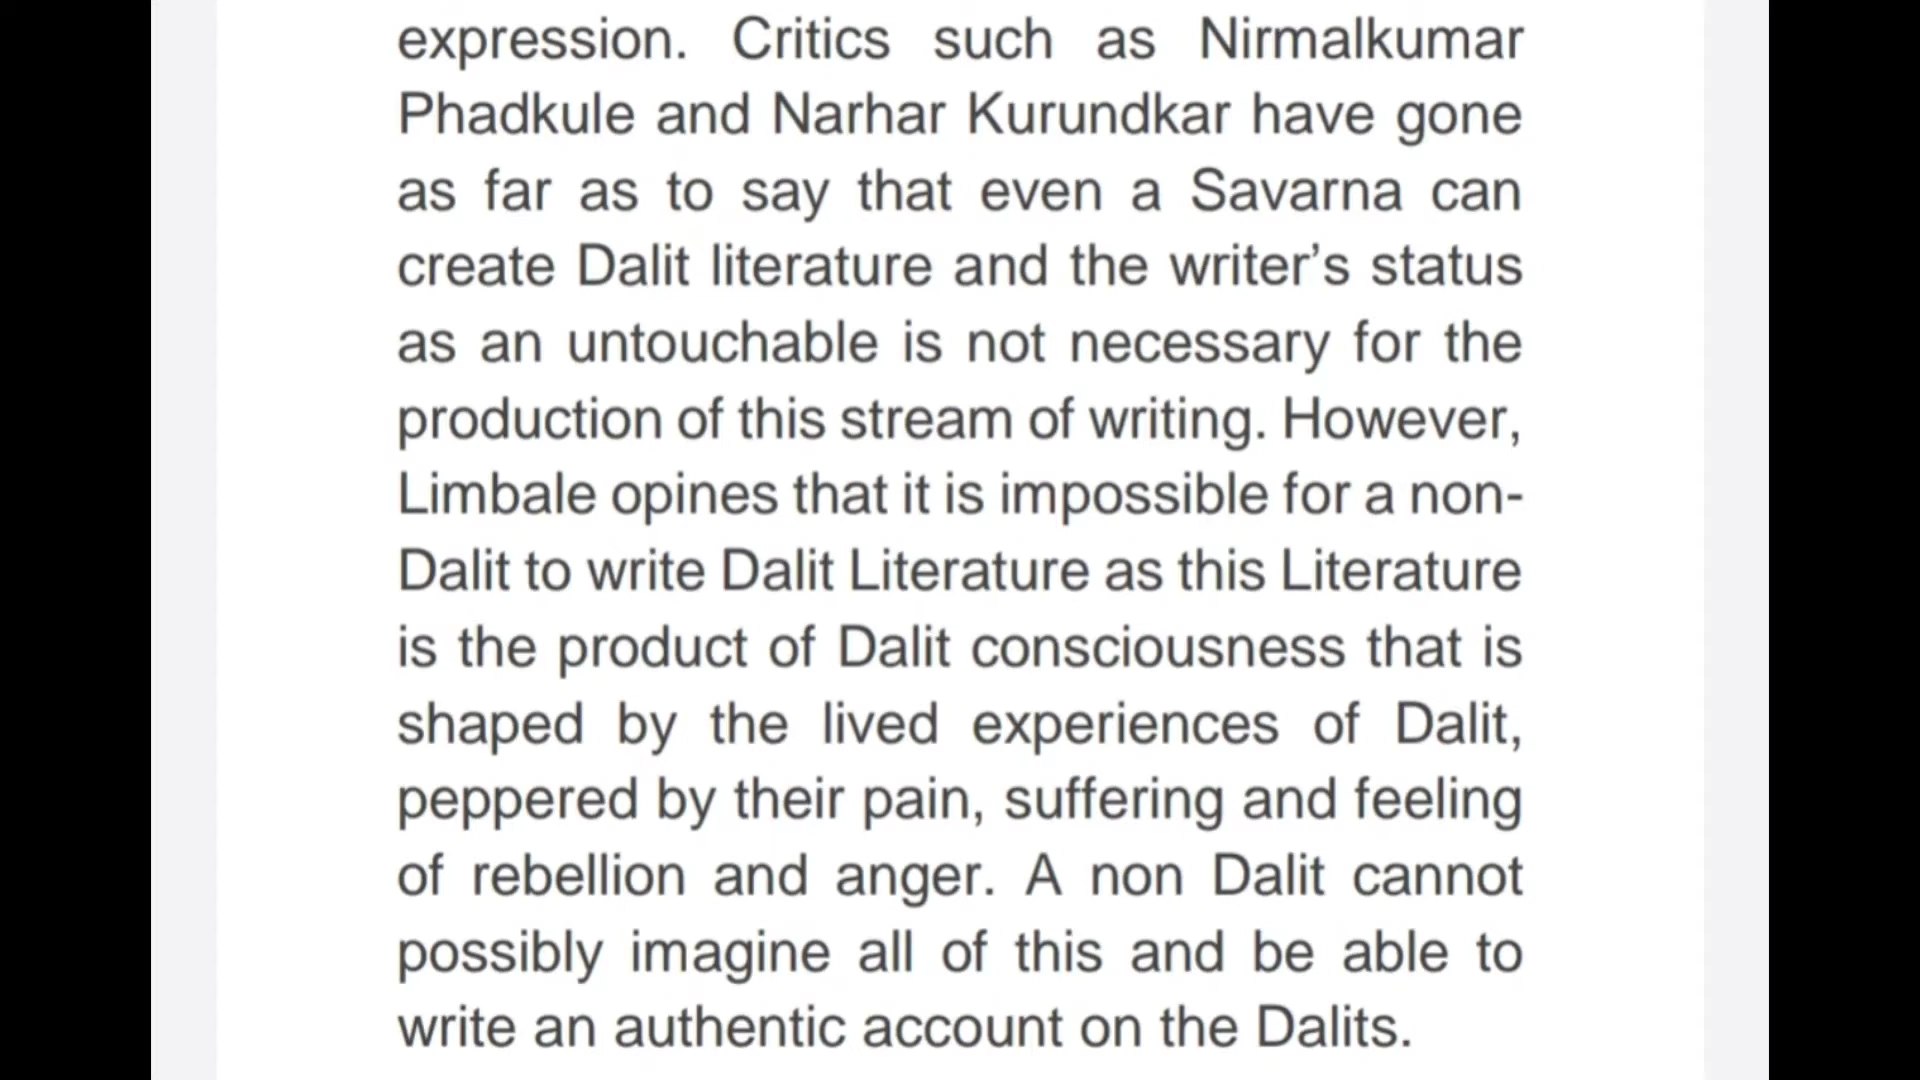 expression. Critics such as Nirmalkumar
Phadkule and Narhar Kurundkar have gone
as far as to say that even a Savarna can
create Dalit literature and the writer’s status
as an untouchable is not necessary for the
production of this stream of writing. However,
Limbale opines that it is impossible for a non-
Dalit to write Dalit Literature as this Literature
is the product of Dalit consciousness that is
shaped by the lived experiences of Dalit,
peppered by their pain, suffering and feeling
of rebellion and anger. A non Dalit cannot
possibly imagine all of this and be able to
write an authentic account on the Dalits.